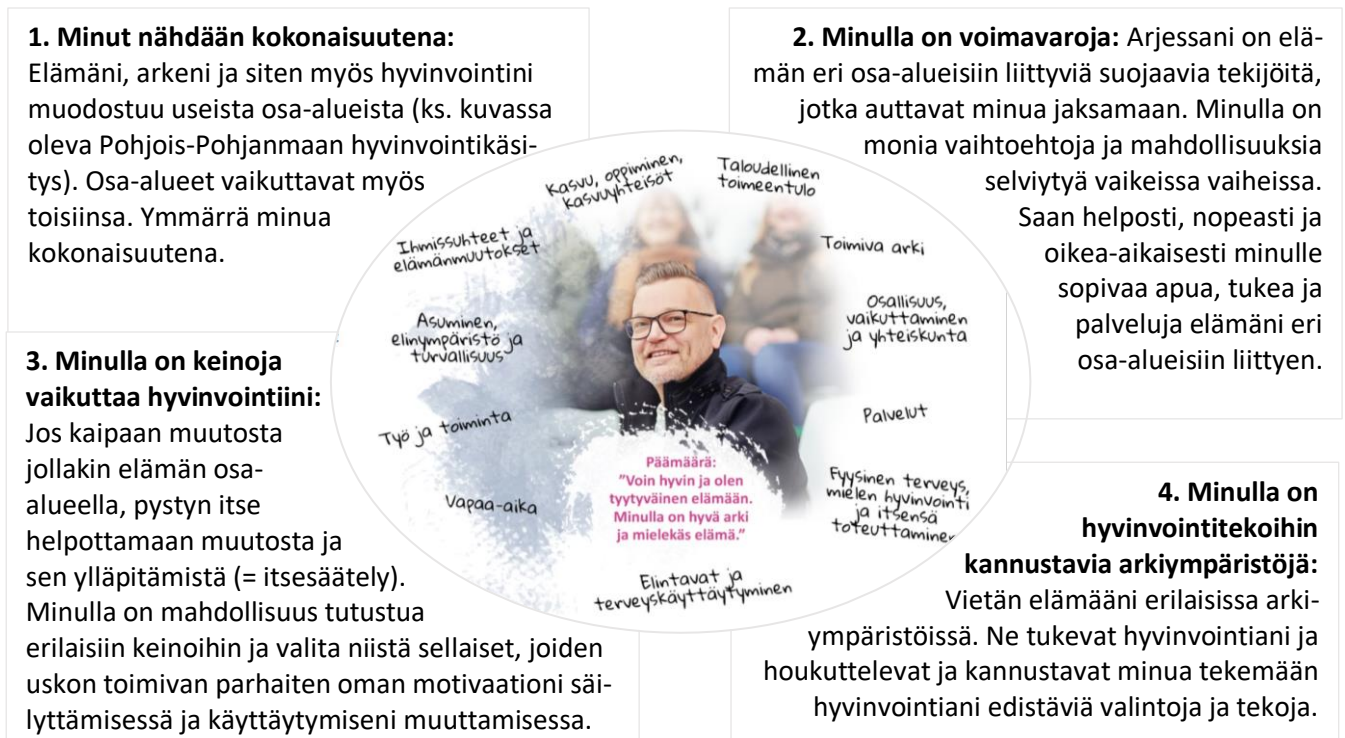 1. Minut nähdään kokonaisuutena:
Elämäni, arkeni ja siten myös hyvinvointini
muodostuu useista osa-alueista (ks. kuvassa
oleva Pohjois-Pohjanmaan hyvinvointikäsi-
tys). Osa-alueet vaikuttavat myös
toisiinsa. Ymmärrä minua
kokonaisuutena.
2. Minulla on voimavaroja: Arjessani on elä-
män eri osa-alueisiin liittyviä suojaavia tekijöitä,
jotka auttavat minua jaksamaan. Minulla on
monia vaihtoehtoja ja mahdollisuuksia
selviytyä vaikeissa vaiheissa.
Saan helposti, nopeasti ja
oikea-aikaisesti minulle
sopivaa apua, tukea ja
palveluja elämäni eri
osa-alueisiin liittyen.
3. Minulla on keinoja
vaikuttaa hyvinvointiini:
Jos kaipaan muutosta
jollakin elämän osa-
alueella, pystyn itse
helpottamaan muutosta ja
sen ylläpitämistä (= itsesäätely).
Minulla on mahdollisuus tutustua
erilaisiin keinoihin ja valita niistä sellaiset, joiden
uskon toimivan parhaiten oman motivaationi säi-
lyttämisessä ja käyttäytymiseni muuttamisessa.
4. Minulla on
hyvinvointitekoihin
kannustavia arkiympäristöjä:
Vietän elämääni erilaisissa arki-
ympäristöissä. Ne tukevat hyvinvointiani ja
houkuttelevat ja kannustavat minua tekemään
hyvinvointiani edistäviä valintoja ja tekoja.
Kasvu, oppiminen,
kasvuyhteisöt
Taloudellinen
toimeentulo
Toimiva arki
Osallisuus,
vaikuttaminen
ja yhteiskunta
Palvelut
Fyysinen terveys,
mielen hyvinvointi
ja itsensä
toteuttaminen
Elintavat ja
terveyskäyttäytyminen
Vapaa-aika
Työ ja toiminta
Asuminen,
elinympäristö ja
turvallisuus
Ihmissuhteet ja
elämänmuutokset
Päämäärä:
"Voin hyvin ja olen
tyytyväinen elämään.
Minulla on hyvä arki
ja mielekäs elämä."